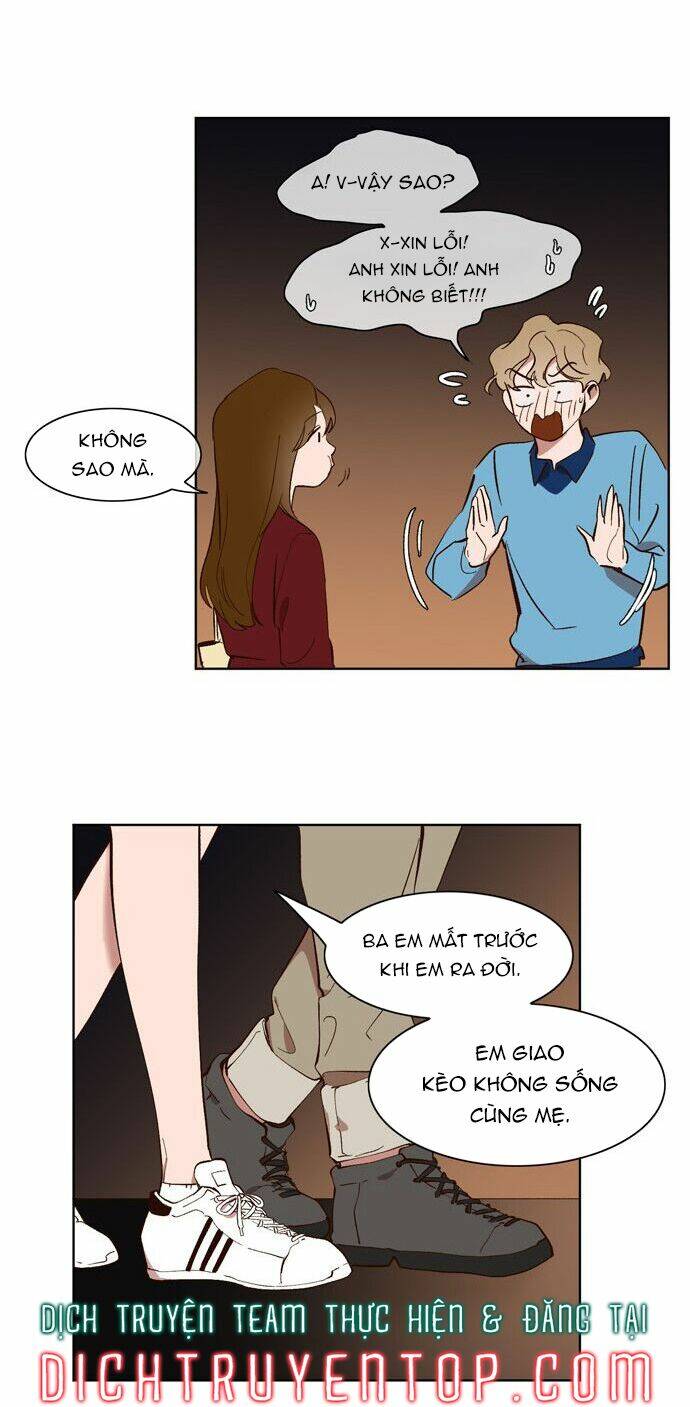 A! V-VẬY SAO?
X-XIN LỖI!
ANH XIN LỖI! ANH
KHÔNG BIẾT!!!
KHÔNG
SAO MÀ.
BA EM MẤT TRƯỚC
KHI EM RA ĐỜI.
EM GIAO
KÈO KHÔNG SỐNG
CÙNG MẸ.
DỊCH TRUYỆN TEAM THỰC HIỆN & ĐĂNG TẠI
DICHTRUYENTOP.COM